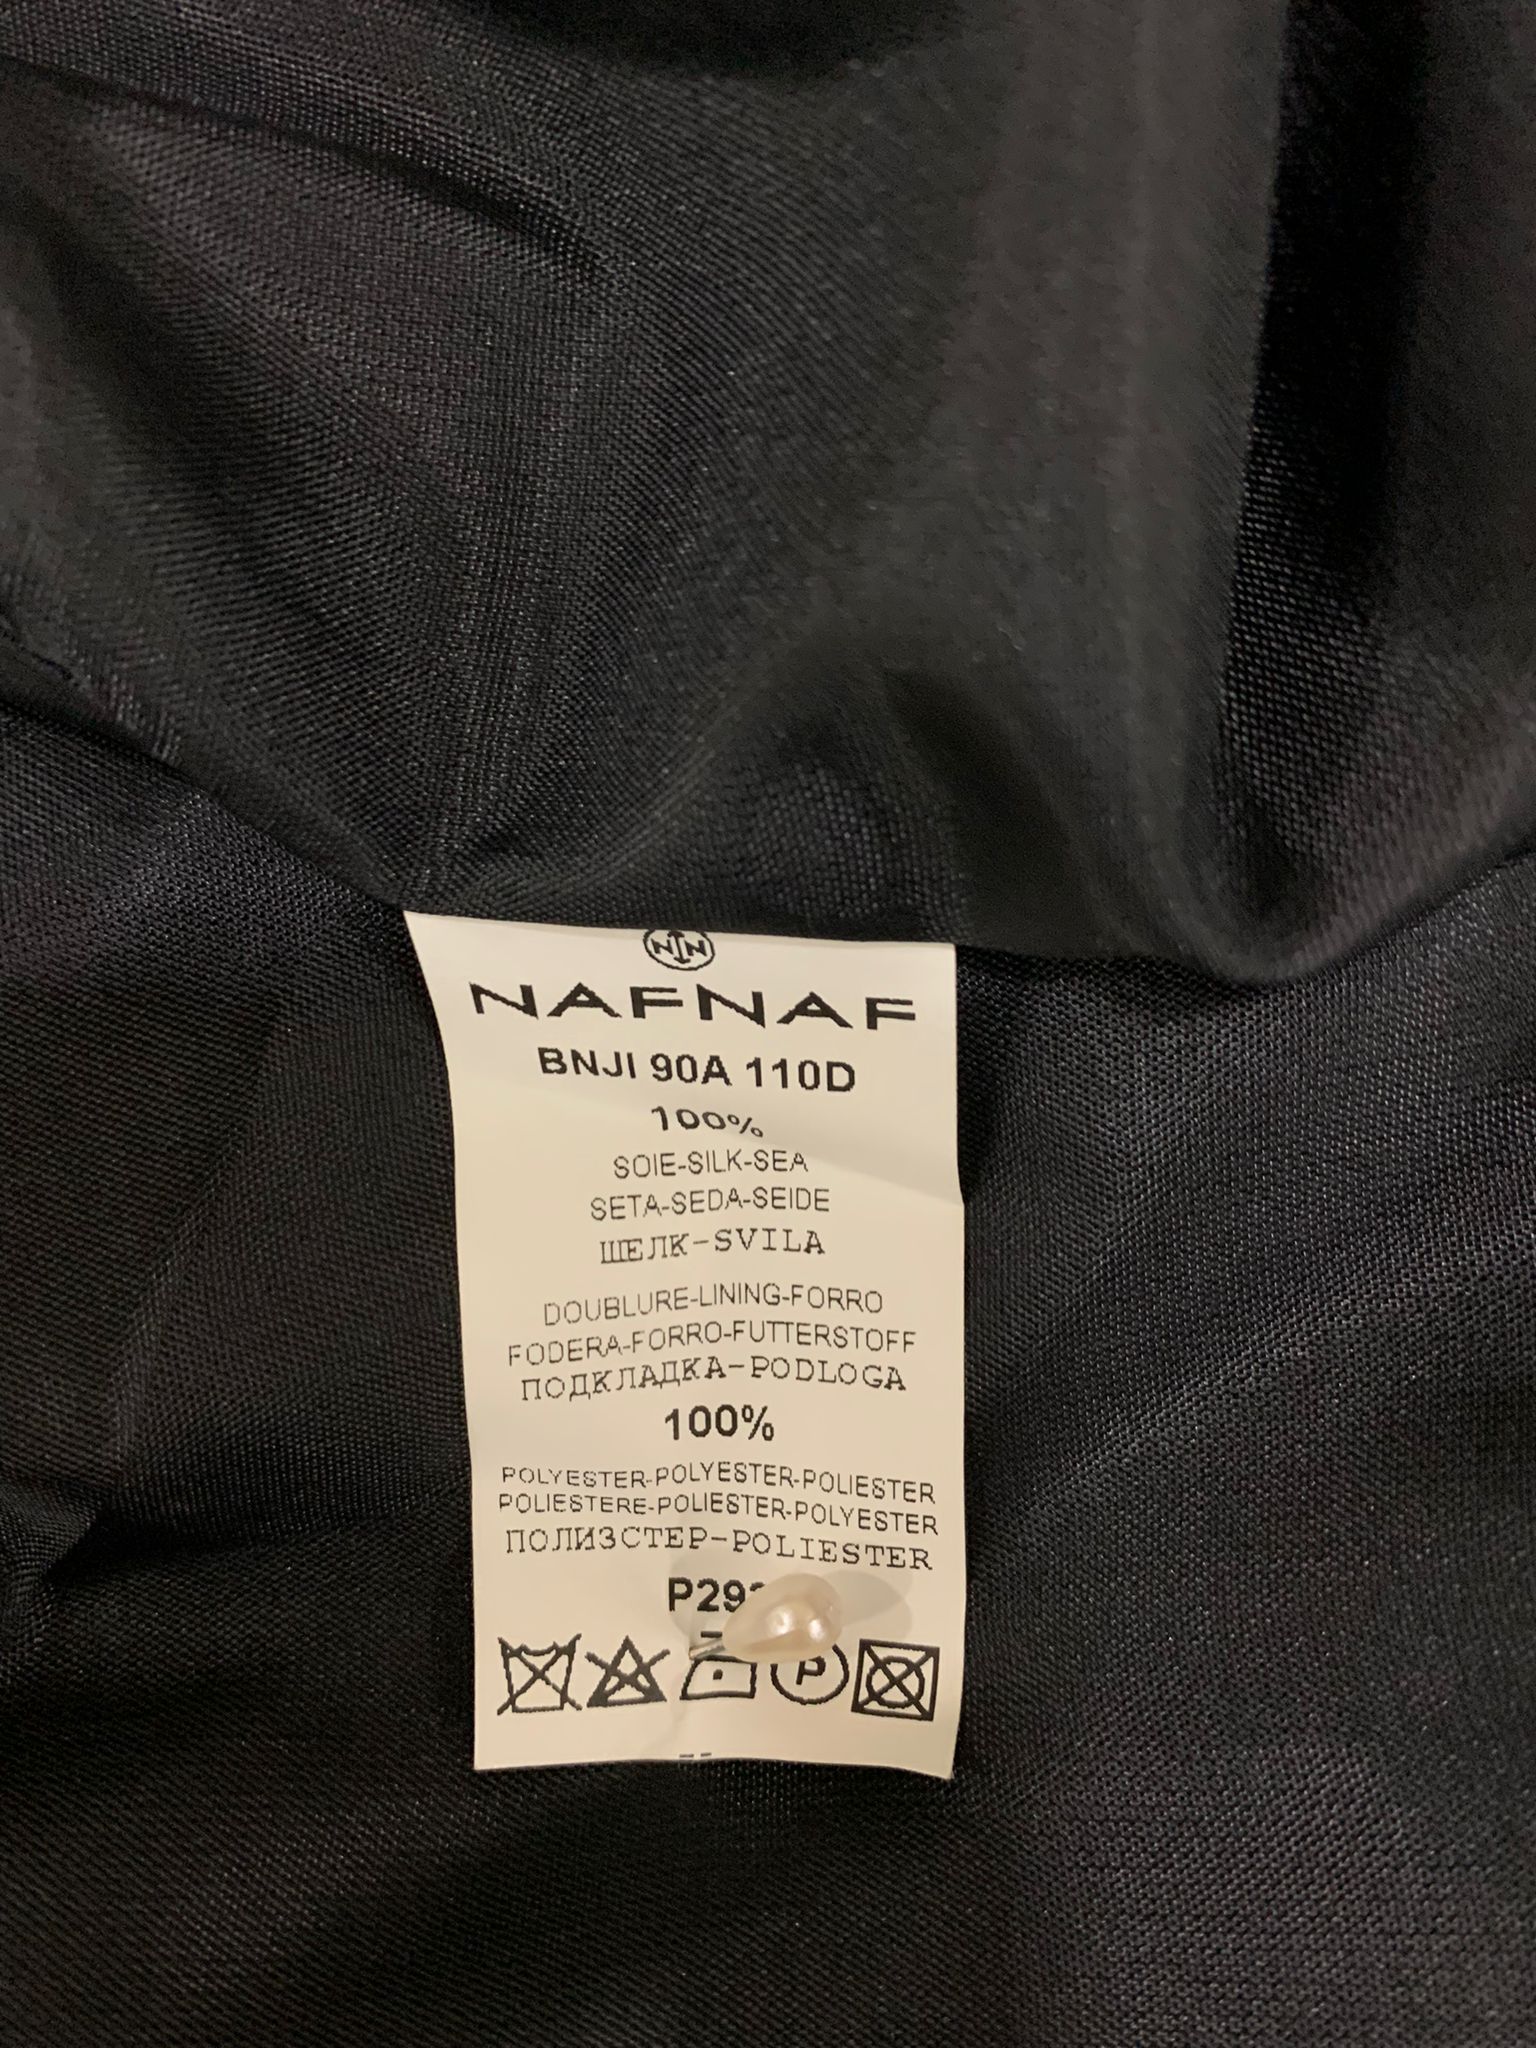 NAFNAF
BNJI 90A 110D
100%
SOIE-SILK-SEA
SETA-SEDA-SEIDE
ШЕЛК-SVILA
DOUBLURE-LINING-FORRO
FODERA-FORRO-FUTTERSTOFF
ПОДКЛАДКА-PODLOGA
100%
POLYESTER-POLYESTER-POLIESTER
POLIESTERE-POLIESTER-POLYESTER
ПОЛИЗСТЕР-POLIESTER
P